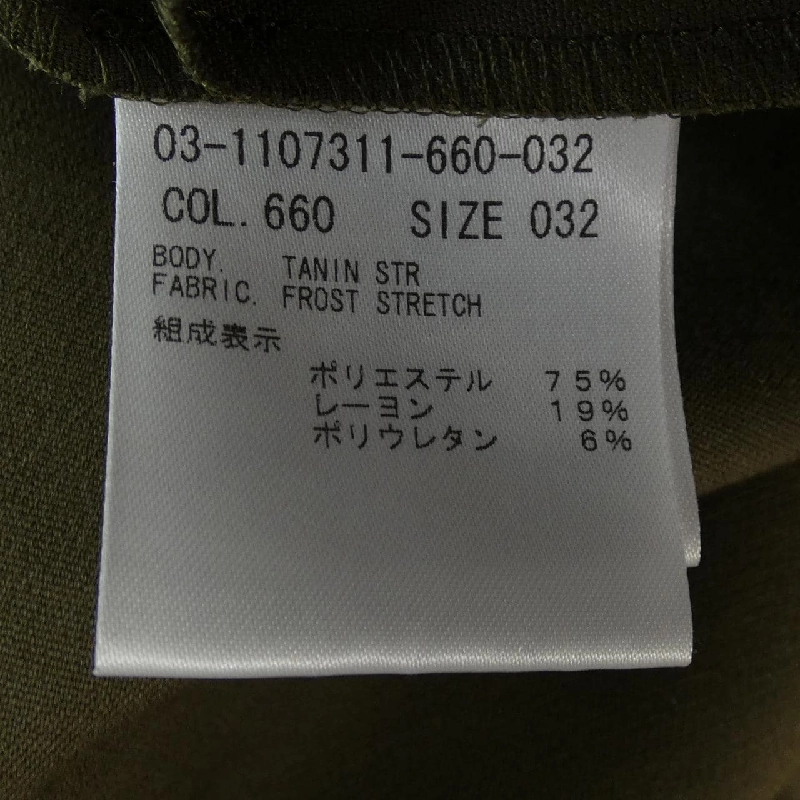 03-1107311-660-032
COL. 660 SIZE 032
BODY. TANIN STR
FABRIC. FROST STRETCH
組成表示
ポリエステル 75%
レーヨン 19%
ポリウレタン 6%